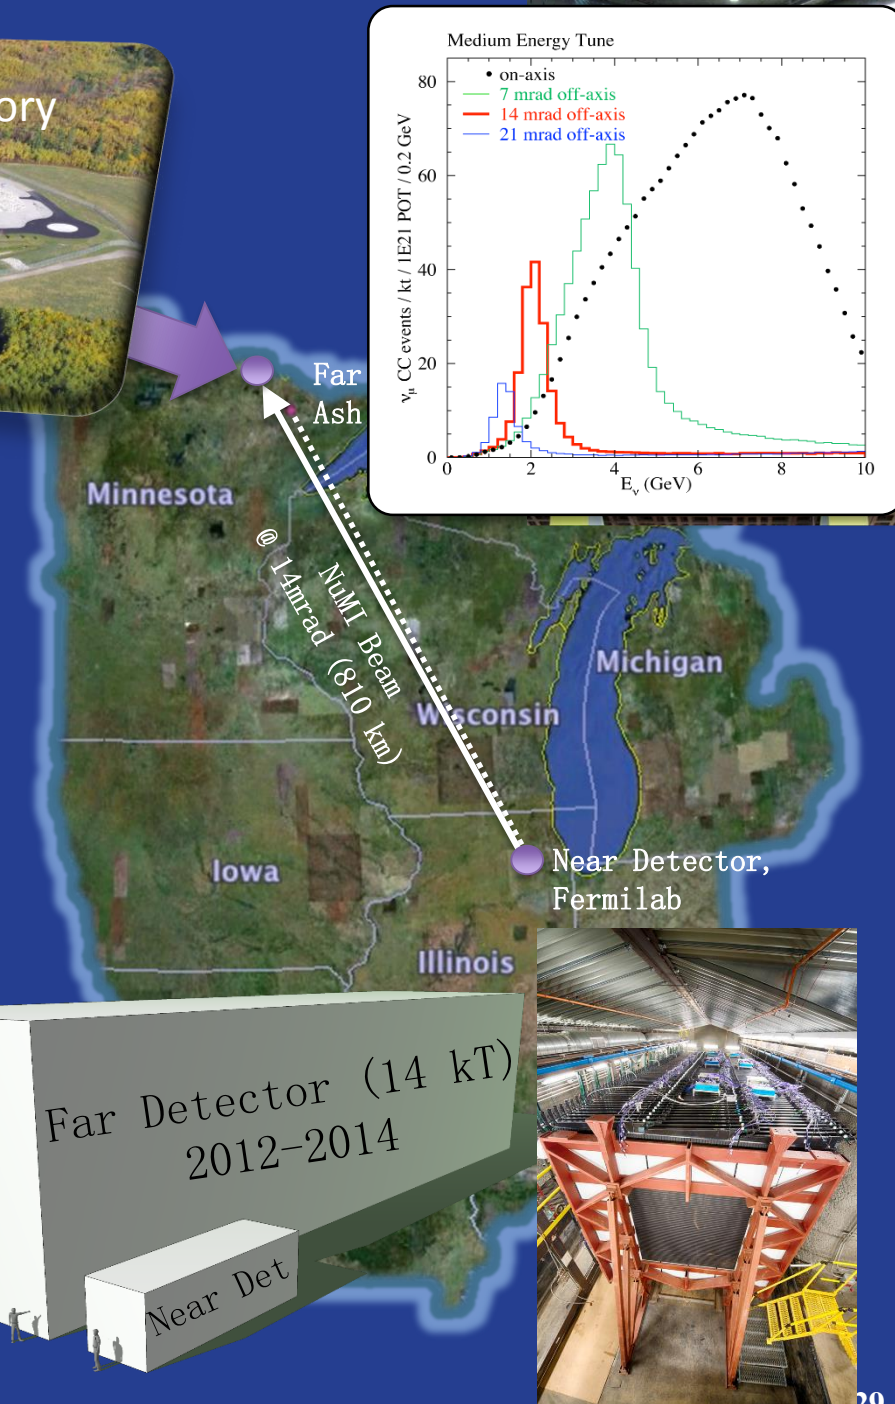 ory
Medium Energy Tune
on-axis
7 mrad off-axis
14 mrad off-axis
21 mrad off-axis
ν_μ CC events / kt / 1E21 POT / 0.2 GeV
80
60
40
20
0
0 2 4 6 8 10
E_ν (GeV)
Far
Ash
Minnesota
NuMI Beam
@ 14mrad (810 km)
Michigan
Wisconsin
Iowa
Near Detector,
Fermilab
Illinois
Far Detector (14 kT)
2012-2014
Near Det
29